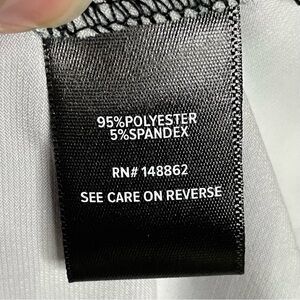 95%POLYESTER
5%SPANDEX
RN# 148862
SEE CARE ON REVERSE